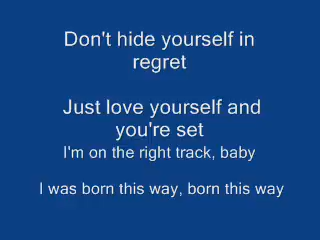 Don't hide yourself in
regret
Just love yourself and
you're set
I'm on the right track, baby
I was born this way, born this way